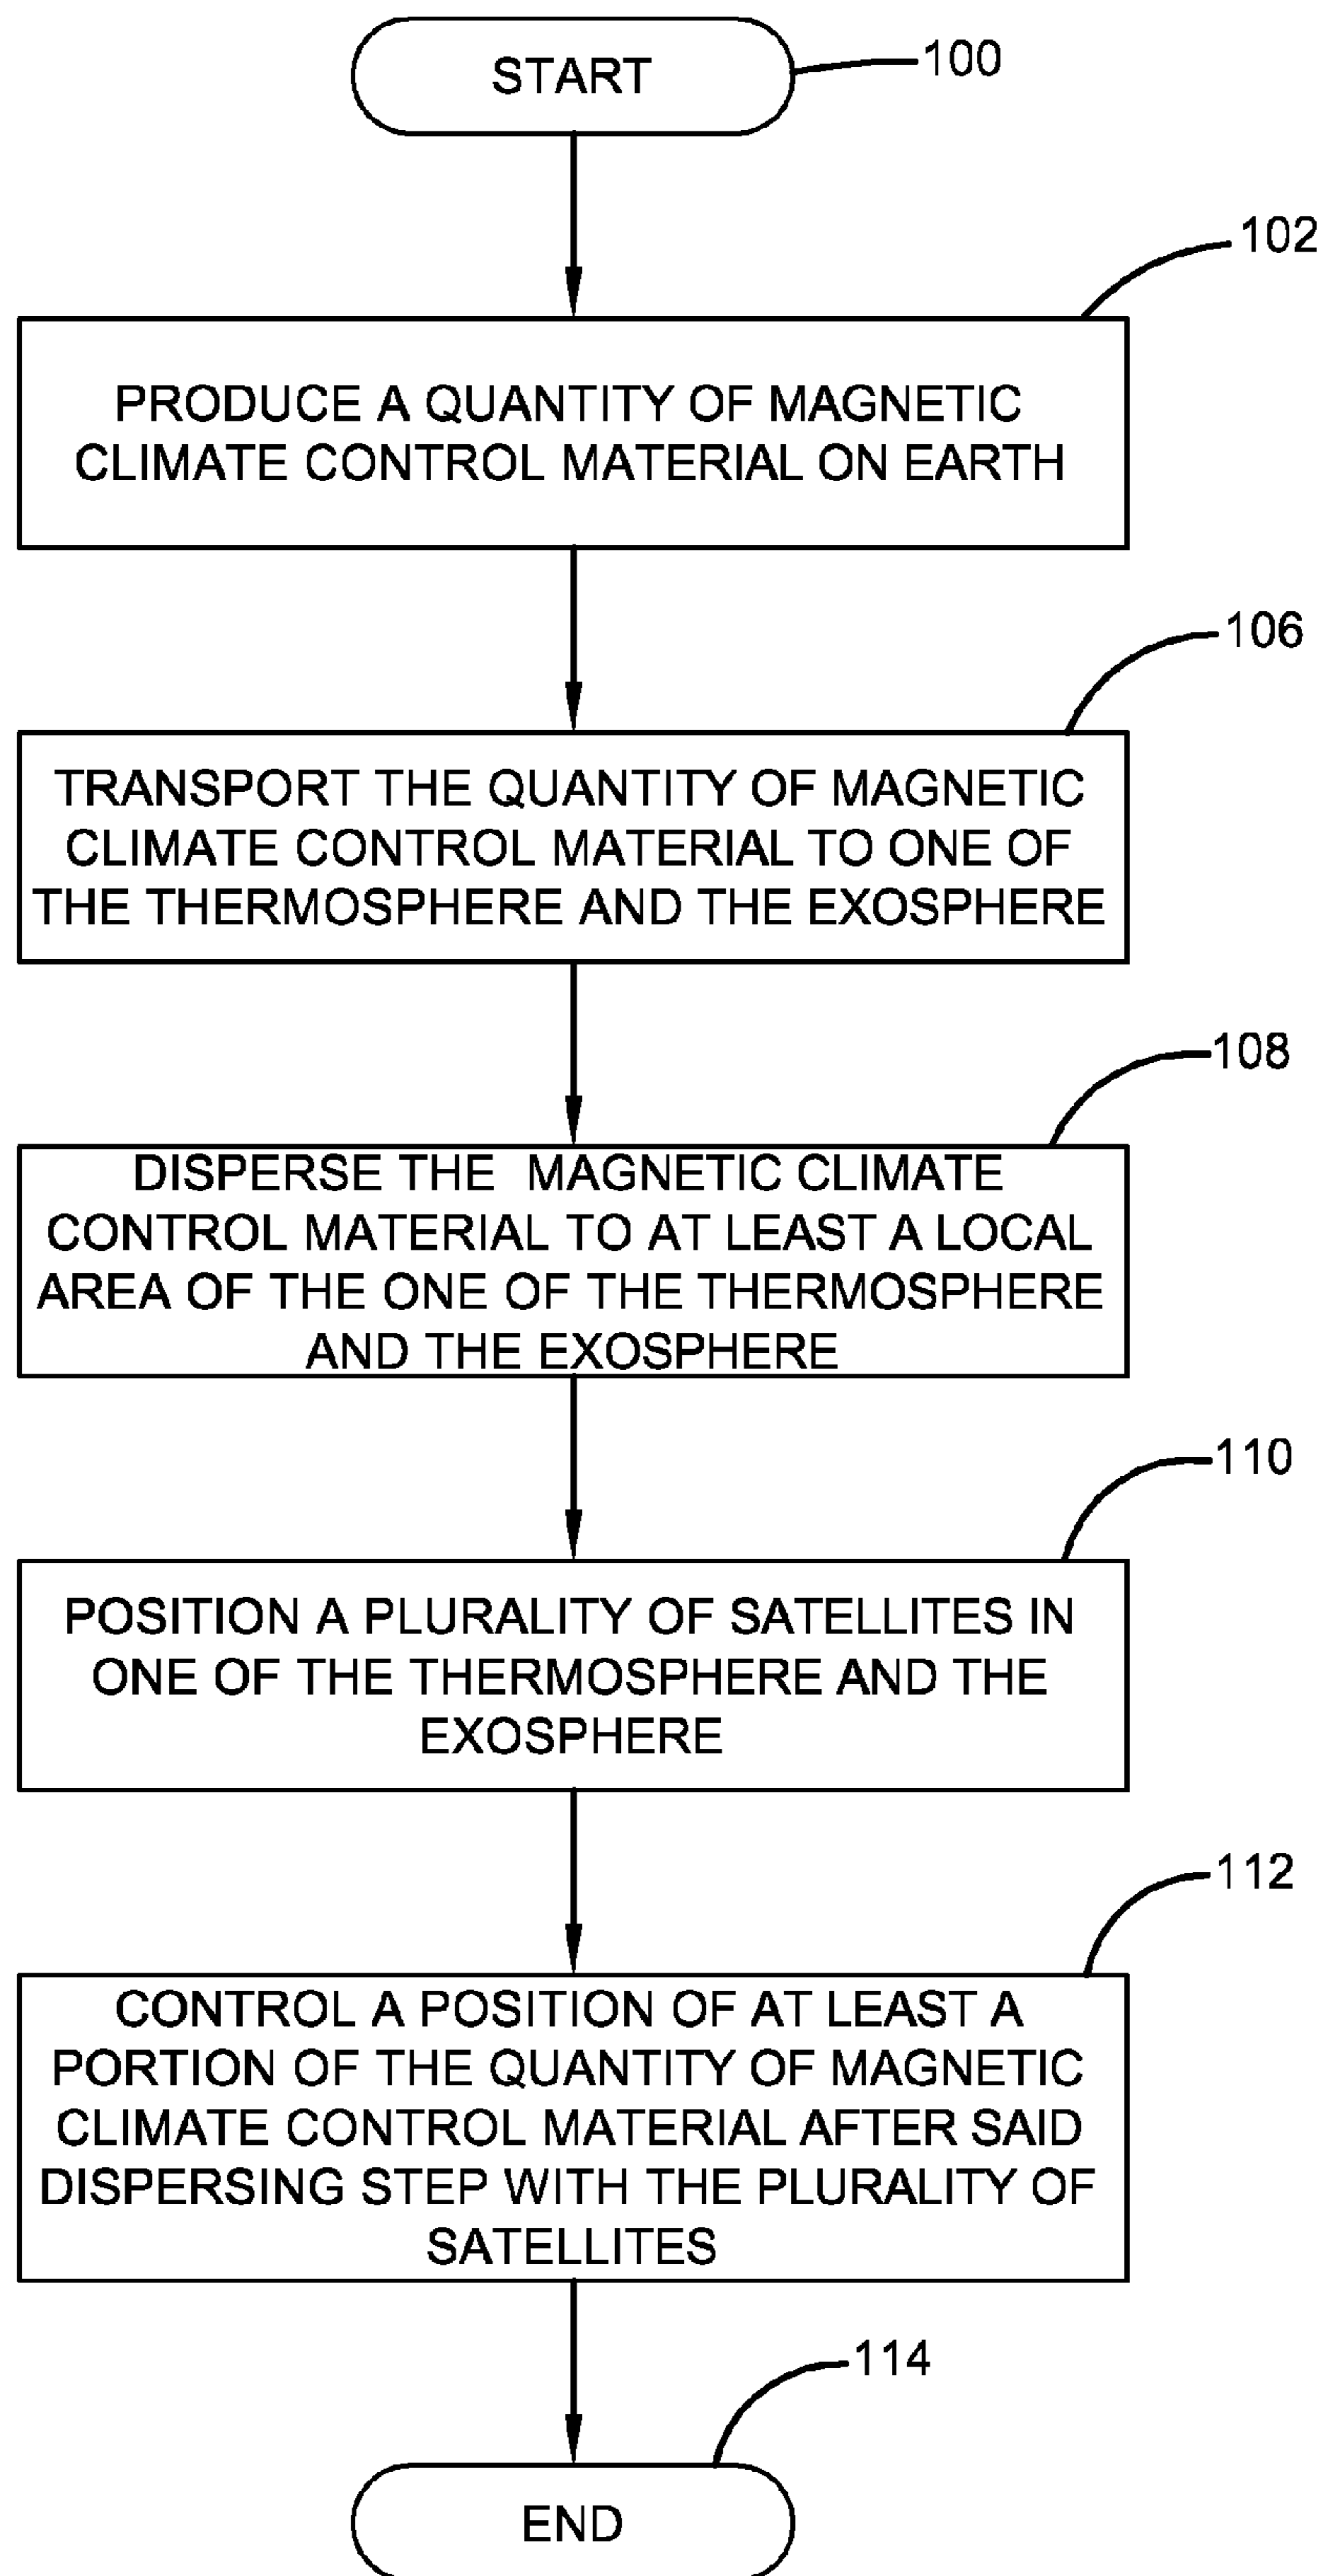 START
100
102
PRODUCE A QUANTITY OF MAGNETIC
CLIMATE CONTROL MATERIAL ON EARTH
106
TRANSPORT THE QUANTITY OF MAGNETIC
CLIMATE CONTROL MATERIAL TO ONE OF
THE THERMOSPHERE AND THE EXOSPHERE
108
DISPERSE THE MAGNETIC CLIMATE
CONTROL MATERIAL TO AT LEAST A LOCAL
AREA OF THE ONE OF THE THERMOSPHERE
AND THE EXOSPHERE
110
POSITION A PLURALITY OF SATELLITES IN
ONE OF THE THERMOSPHERE AND THE
EXOSPHERE
112
CONTROL A POSITION OF AT LEAST A
PORTION OF THE QUANTITY OF MAGNETIC
CLIMATE CONTROL MATERIAL AFTER SAID
DISPERSING STEP WITH THE PLURALITY OF
SATELLITES
114
END